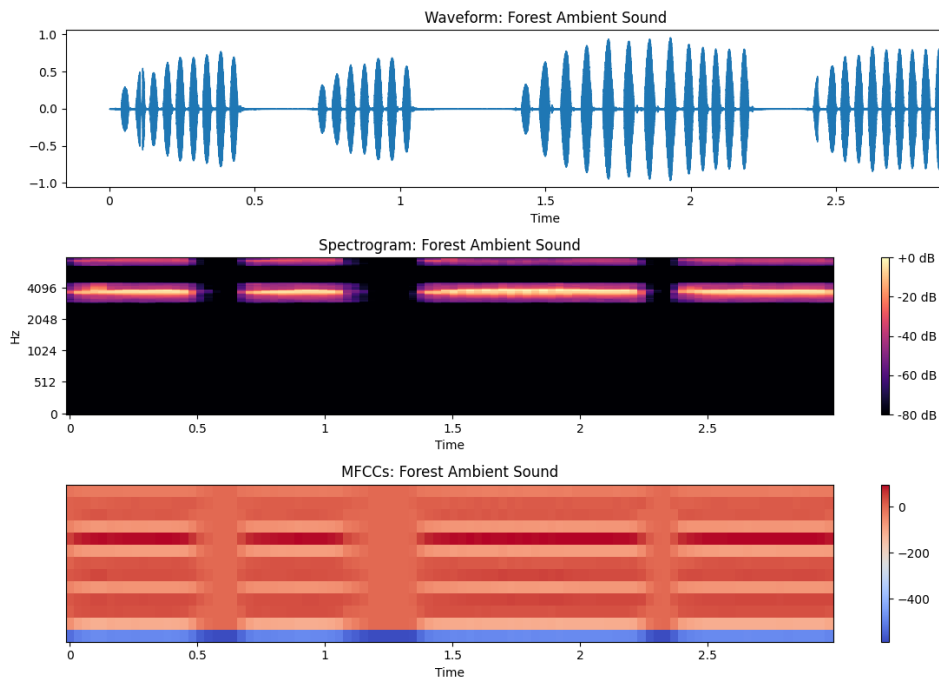 Waveform: Forest Ambient Sound
1.0
0.5
0.0
−0.5
−1.0
0 0.5 1 1.5 2 2.5
Time
Spectrogram: Forest Ambient Sound
4096
2048
1024
512
0
Hz
0 0.5 1 1.5 2 2.5
Time
+0 dB
-20 dB
-40 dB
-60 dB
-80 dB
MFCCs: Forest Ambient Sound
0 0.5 1 1.5 2 2.5
Time
0
−200
−400